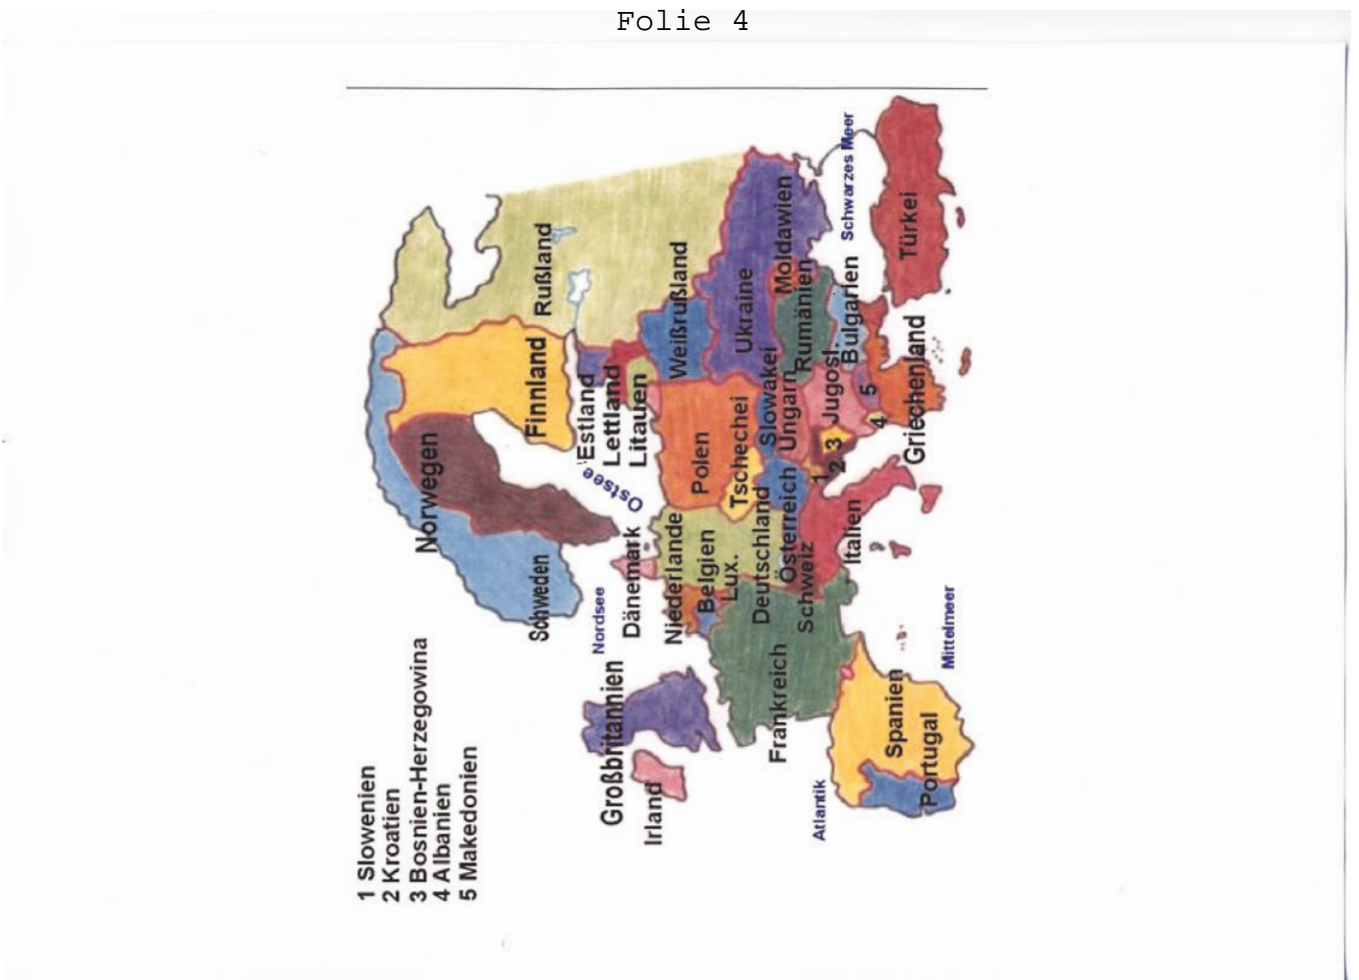 Folie 4
1 Slowenien
2 Kroatien
3 Bosnien-Herzegowina
4 Albanien
5 Makedonien
Norwegen
Schweden
Finnland
Rußland
Estland
Lettland
Litauen
Ostsee
Nordsee
Dänemark
Großbritannien
Irland
Niederlande
Belgien
Lux.
Deutschland
Polen
Tschechei
Weißrußland
Ukraine
Slowakei
Moldawien
Österreich
Ungarn
Rumänien
Schweiz
Frankreich
Jugosl.
Bulgarien
Schwarzes Meer
1
2
3
4
5
Italien
Atlantik
Spanien
Portugal
Griechenland
Türkei
Mittelmeer